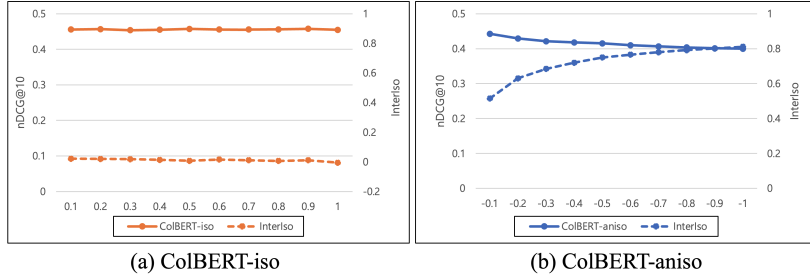 0.5 1 0.5 1
0.4 0.8 0.4 0.8
0.6
0.3 0.3 0.6
nDCG@10 0.4 InterIso nDCG@10 InterIso
0.2 0.2 0.2 0.4
0.1 0 0.1 0.2
0 -0.2 0 0
0.1 0.2 0.3 0.4 0.5 0.6 0.7 0.8 0.9 1 -0.1 -0.2 -0.3 -0.4 -0.5 -0.6 -0.7 -0.8 -0.9 -1
ColBERT-iso InterIso ColBERT-aniso InterIso
(a) ColBERT-iso (b) ColBERT-aniso